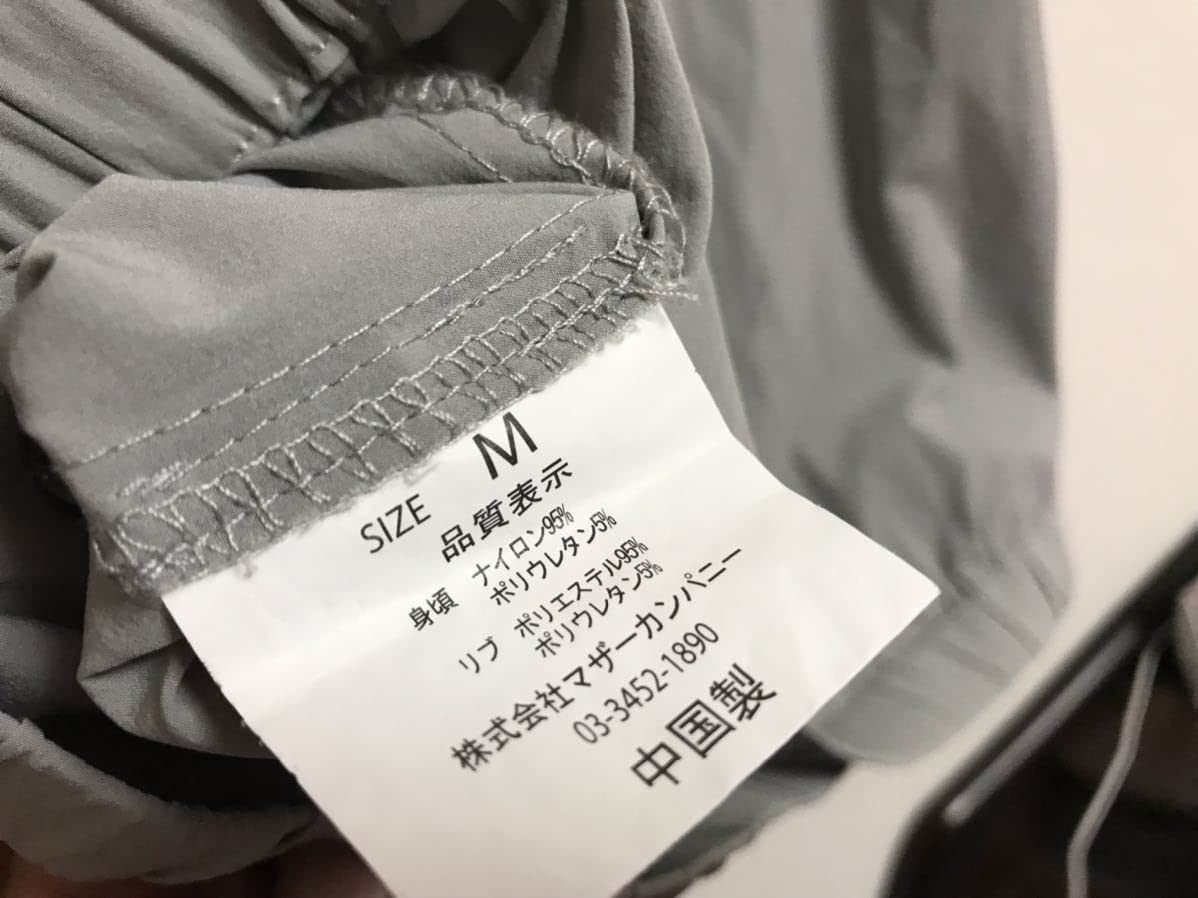 SIZE M
品質表示
身頃 ナイロン95%
ポリウレタン5%
リブ ポリエステル95%
ポリウレタン5%
株式会社マザーカンパニー
03-3452-1890
中国製